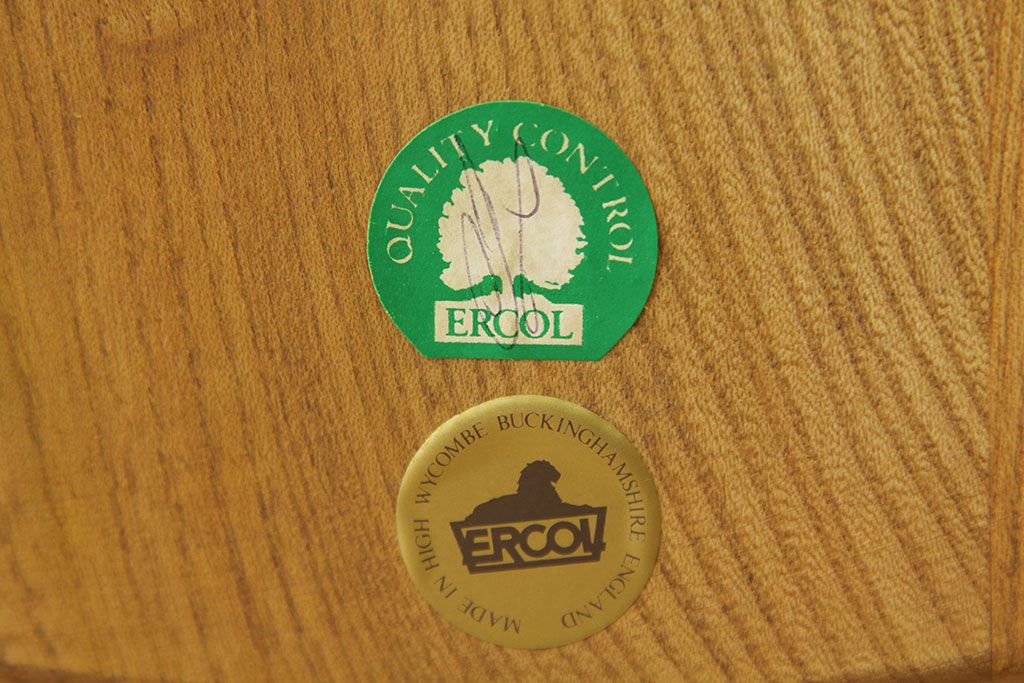 QUALITY CONTROL
ERCOL
MADE IN HIGH WYCOMBE BUCKINGHAMSHIRE ENGLAND
ERCOL